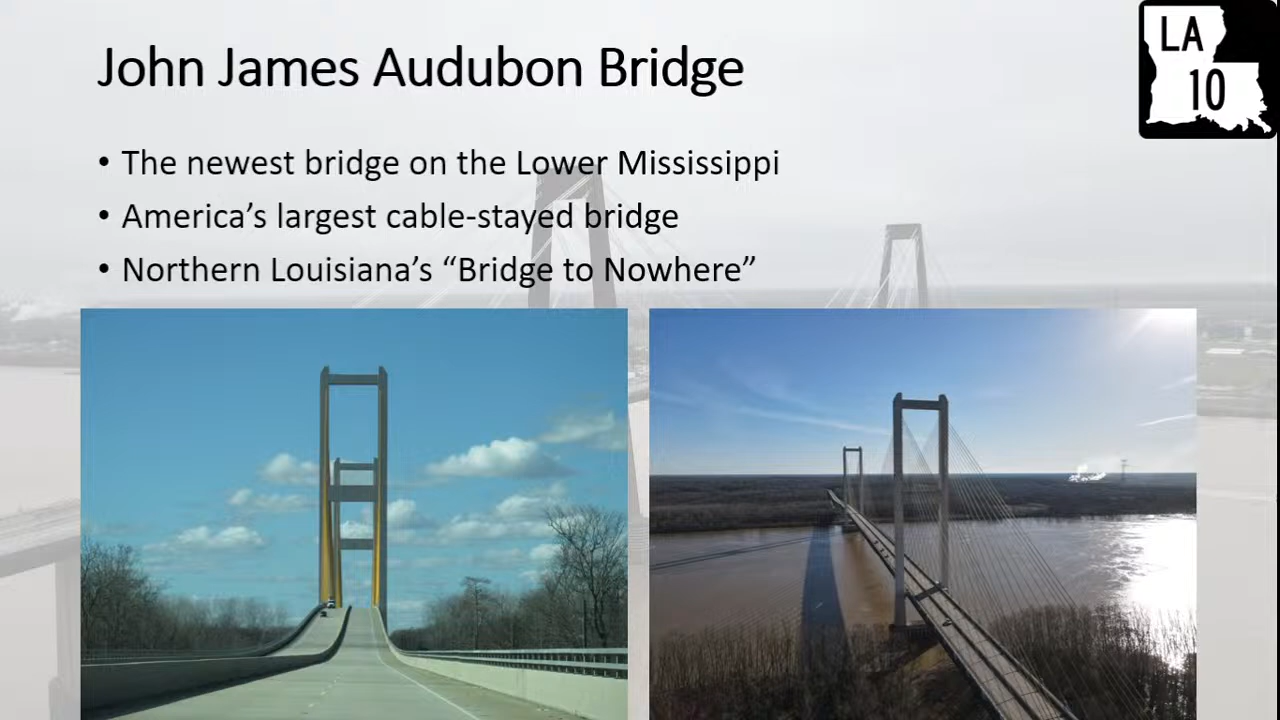 John James Audubon Bridge
LA
10
• The newest bridge on the Lower Mississippi
• America’s largest cable-stayed bridge
• Northern Louisiana’s “Bridge to Nowhere”